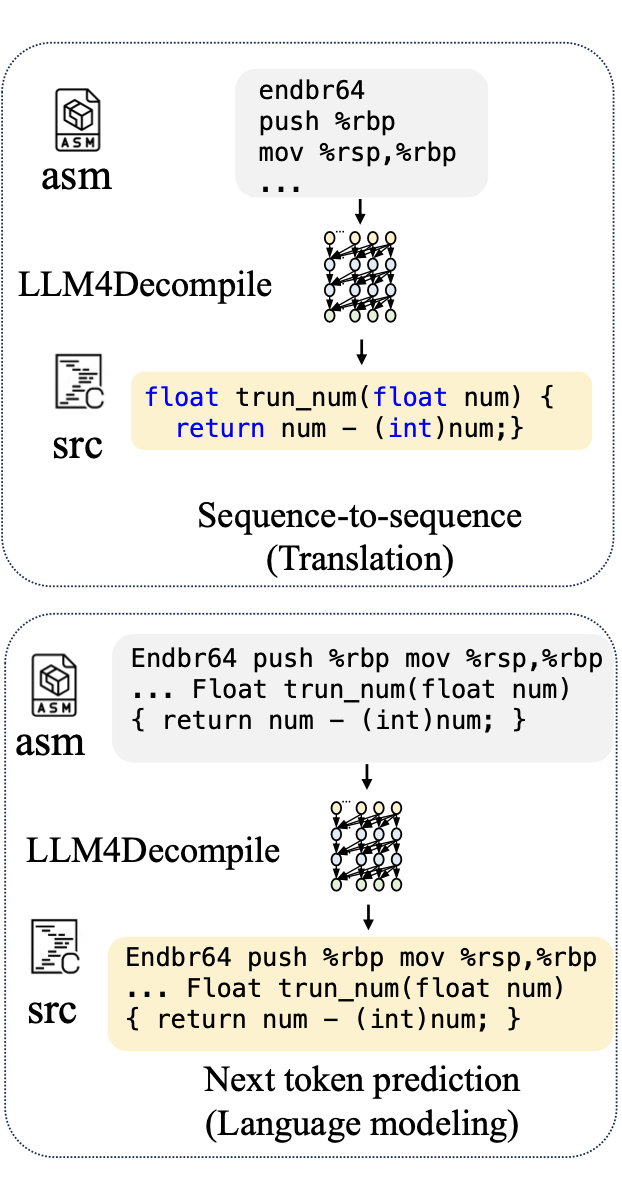 endbr64
push %rbp
mov %rsp,%rbp
...
ASM
asm
LLM4Decompile
C
src
float trun_num(float num) {
return num - (int)num;}
Sequence-to-sequence
(Translation)
Endbr64 push %rbp mov %rsp,%rbp
... Float trun_num(float num)
{ return num - (int)num; }
ASM
asm
LLM4Decompile
C
src
Endbr64 push %rbp mov %rsp,%rbp
... Float trun_num(float num)
{ return num - (int)num; }
Next token prediction
(Language modeling)